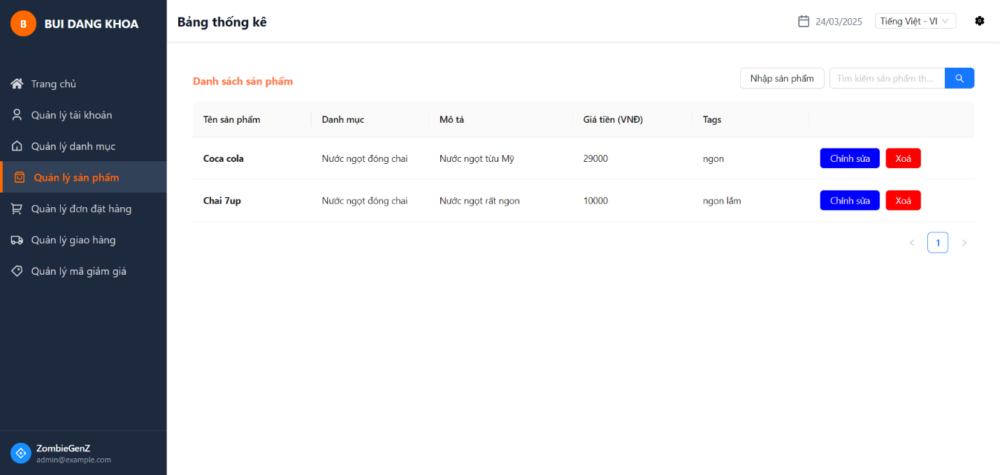 B BUI DANG KHOA
Trang chủ
Quản lý tài khoản
Quản lý danh mục
Quản lý sản phẩm
Quản lý đơn đặt hàng
Quản lý giao hàng
Quản lý mã giảm giá
ZombieGenZ
admin@example.com
Bảng thống kê 24/03/2025 Tiếng Việt - VI
Danh sách sản phẩm Nhập sản phẩm Tìm kiếm sản phẩm th...
Tên sản phẩm Danh mục Mô tả Giá tiền (VNĐ) Tags
Coca cola Nước ngọt đóng chai Nước ngọt từu Mỹ 29000 ngon Chỉnh sửa Xoá
Chai 7up Nước ngọt đóng chai Nước ngọt rất ngon 10000 ngon lắm Chỉnh sửa Xoá
1